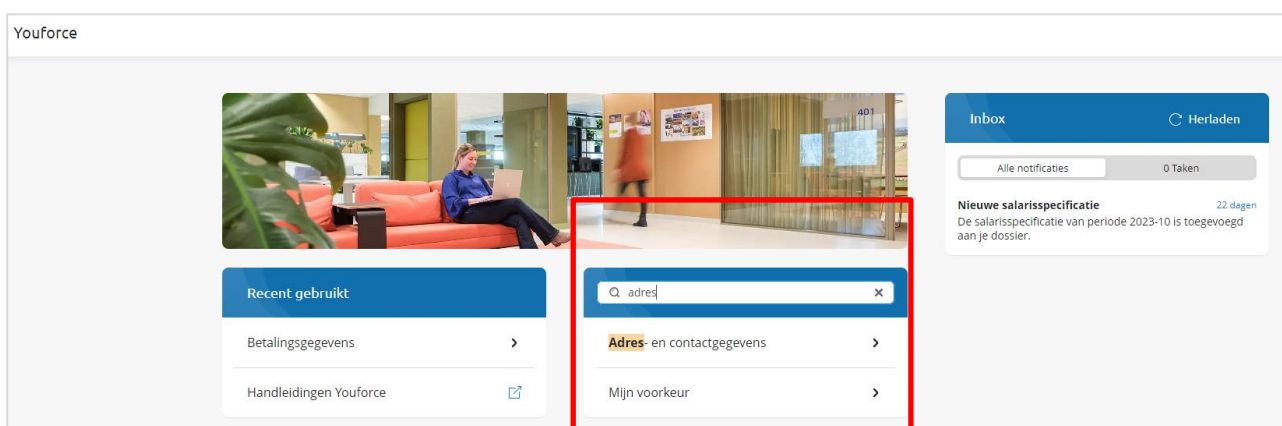 Youforce
401
Inbox
Herladen
Alle notificaties
0 Taken
Nieuwe salarisspecificatie
22 dagen
De salarisspecificatie van periode 2023-10 is toegevoegd
aan je dossier.
Recent gebruikt
Betalingsgegevens
Handleidingen Youforce
adres
Adres- en contactgegevens
Mijn voorkeur